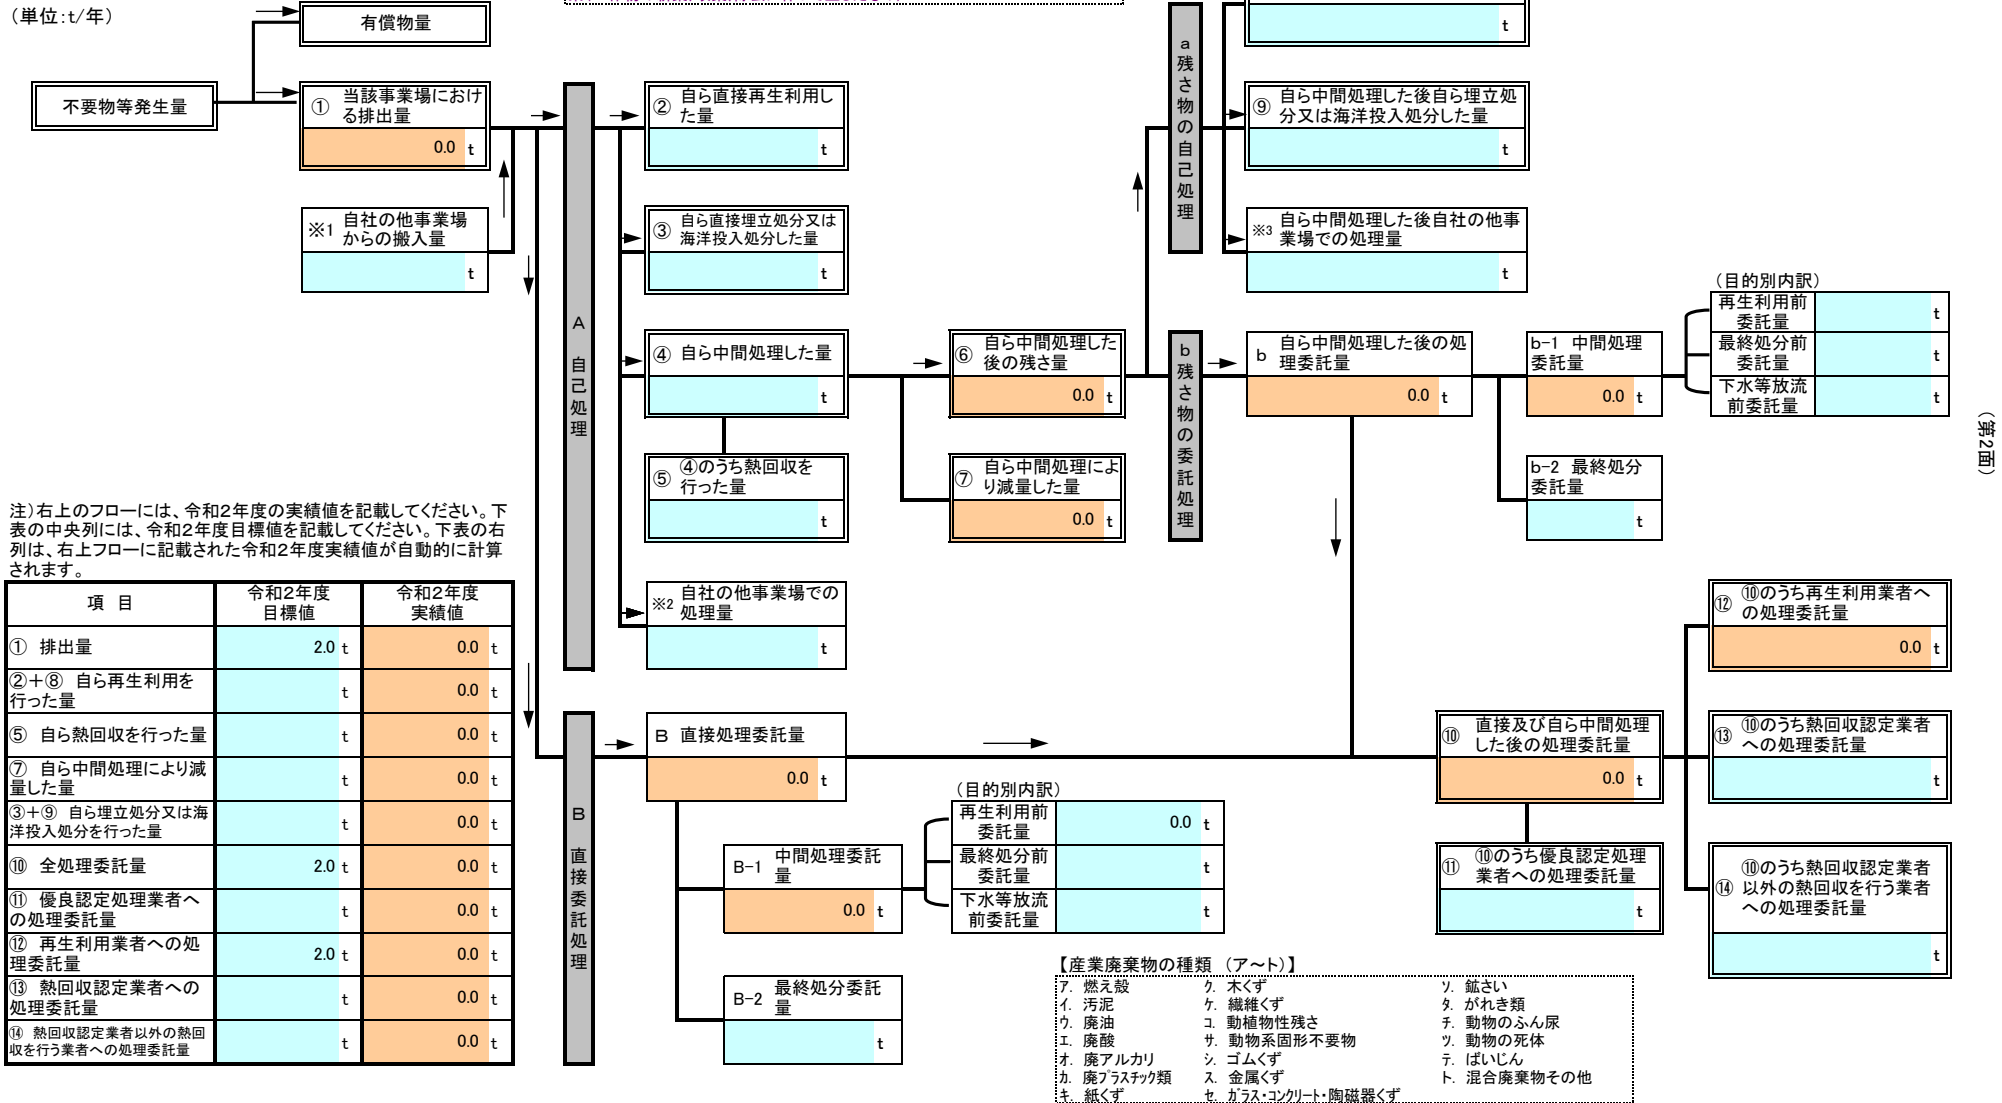 （単位：t/年）
有償物量
不要物等発生量
① 当該事業場におけ
る排出量
0.0 t
※1 自社の他事業場
からの搬入量
t
A 自己処理
② 自ら直接再生利用し
た量
t
③ 自ら直接埋立処分又は
海洋投入処分した量
t
④ 自ら中間処理した量
t
⑤ ④のうち熱回収を
行った量
t
※2 自社の他事業場での
処理量
t
⑥ 自ら中間処理した
後の残さ量
0.0 t
⑦ 自ら中間処理によ
り減量した量
0.0 t
a 残さ物の自己処理
t
⑨ 自ら中間処理した後自ら埋立処
分又は海洋投入処分した量
t
※3 自ら中間処理した後自社の他事
業場での処理量
t
b 残さ物の委託処理
b 自ら中間処理した後の処
理委託量
0.0 t
b-1 中間処理
委託量
0.0 t
（目的別内訳）
再生利用前
委託量
t
最終処分前
委託量
t
下水等放流
前委託量
t
b-2 最終処分
委託量
t
（第2面）
注）右上のフローには、令和2年度の実績値を記載してください。下
表の中央列には、令和2年度目標値を記載してください。下表の右
列は、右上フローに記載された令和2年度実績値が自動的に計算
されます。
項 目
令和2年度
目標値
令和2年度
実績値
① 排出量 2.0 t 0.0 t
②＋⑧ 自ら再生利用を
行った量
t 0.0 t
⑤ 自ら熱回収を行った量 t 0.0 t
⑦ 自ら中間処理により減
量した量
t 0.0 t
③＋⑨ 自ら埋立処分又は海
洋投入処分を行った量
t 0.0 t
⑩ 全処理委託量 2.0 t 0.0 t
⑪ 優良認定処理業者へ
の処理委託量
t 0.0 t
⑫ 再生利用業者への処
理委託量
2.0 t 0.0 t
⑬ 熱回収認定業者への
処理委託量
t 0.0 t
⑭ 熱回収認定業者以外の熱回
収を行う業者への処理委託量
t 0.0 t
B 直接委託処理
B 直接処理委託量
0.0 t
B-1 中間処理委託
量
0.0 t
B-2 最終処分委託
量
t
（目的別内訳）
再生利用前
委託量
0.0 t
最終処分前
委託量
t
下水等放流
前委託量
t
⑩ 直接及び自ら中間処理
した後の処理委託量
0.0 t
⑪ ⑩のうち優良認定処理
業者への処理委託量
t
⑫ ⑩のうち再生利用業者へ
の処理委託量
0.0 t
⑬ ⑩のうち熱回収認定業者
への処理委託量
t
⑭ ⑩のうち熱回収認定業者
以外の熱回収を行う業者
への処理委託量
t
【産業廃棄物の種類 （ア～ト）】
ア. 燃え殻 ク. 木くず ソ. 鉱さい
イ. 汚泥 ケ. 繊維くず タ. がれき類
ウ. 廃油 コ. 動植物性残さ チ. 動物のふん尿
エ. 廃酸 サ. 動物系固形不要物 ツ. 動物の死体
オ. 廃アルカリ シ. ゴムくず テ. ばいじん
カ. 廃プラスチック類 ス. 金属くず ト. 混合廃棄物その他
キ. 紙くず セ. ガラス・コンクリート・陶磁器くず